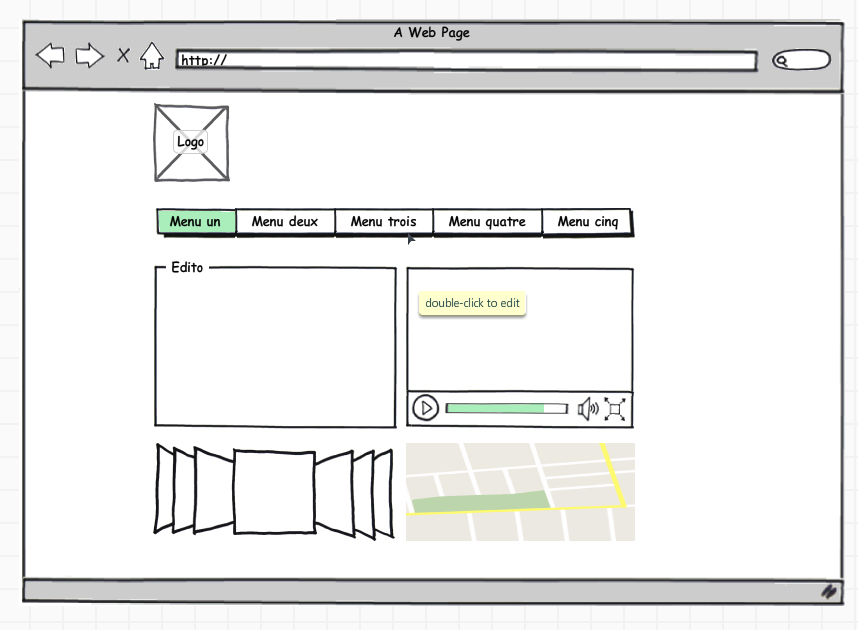 A Web Page
http://
Logo
Menu un
Menu deux
Menu trois
Menu quatre
Menu cinq
Edito
double-click to edit